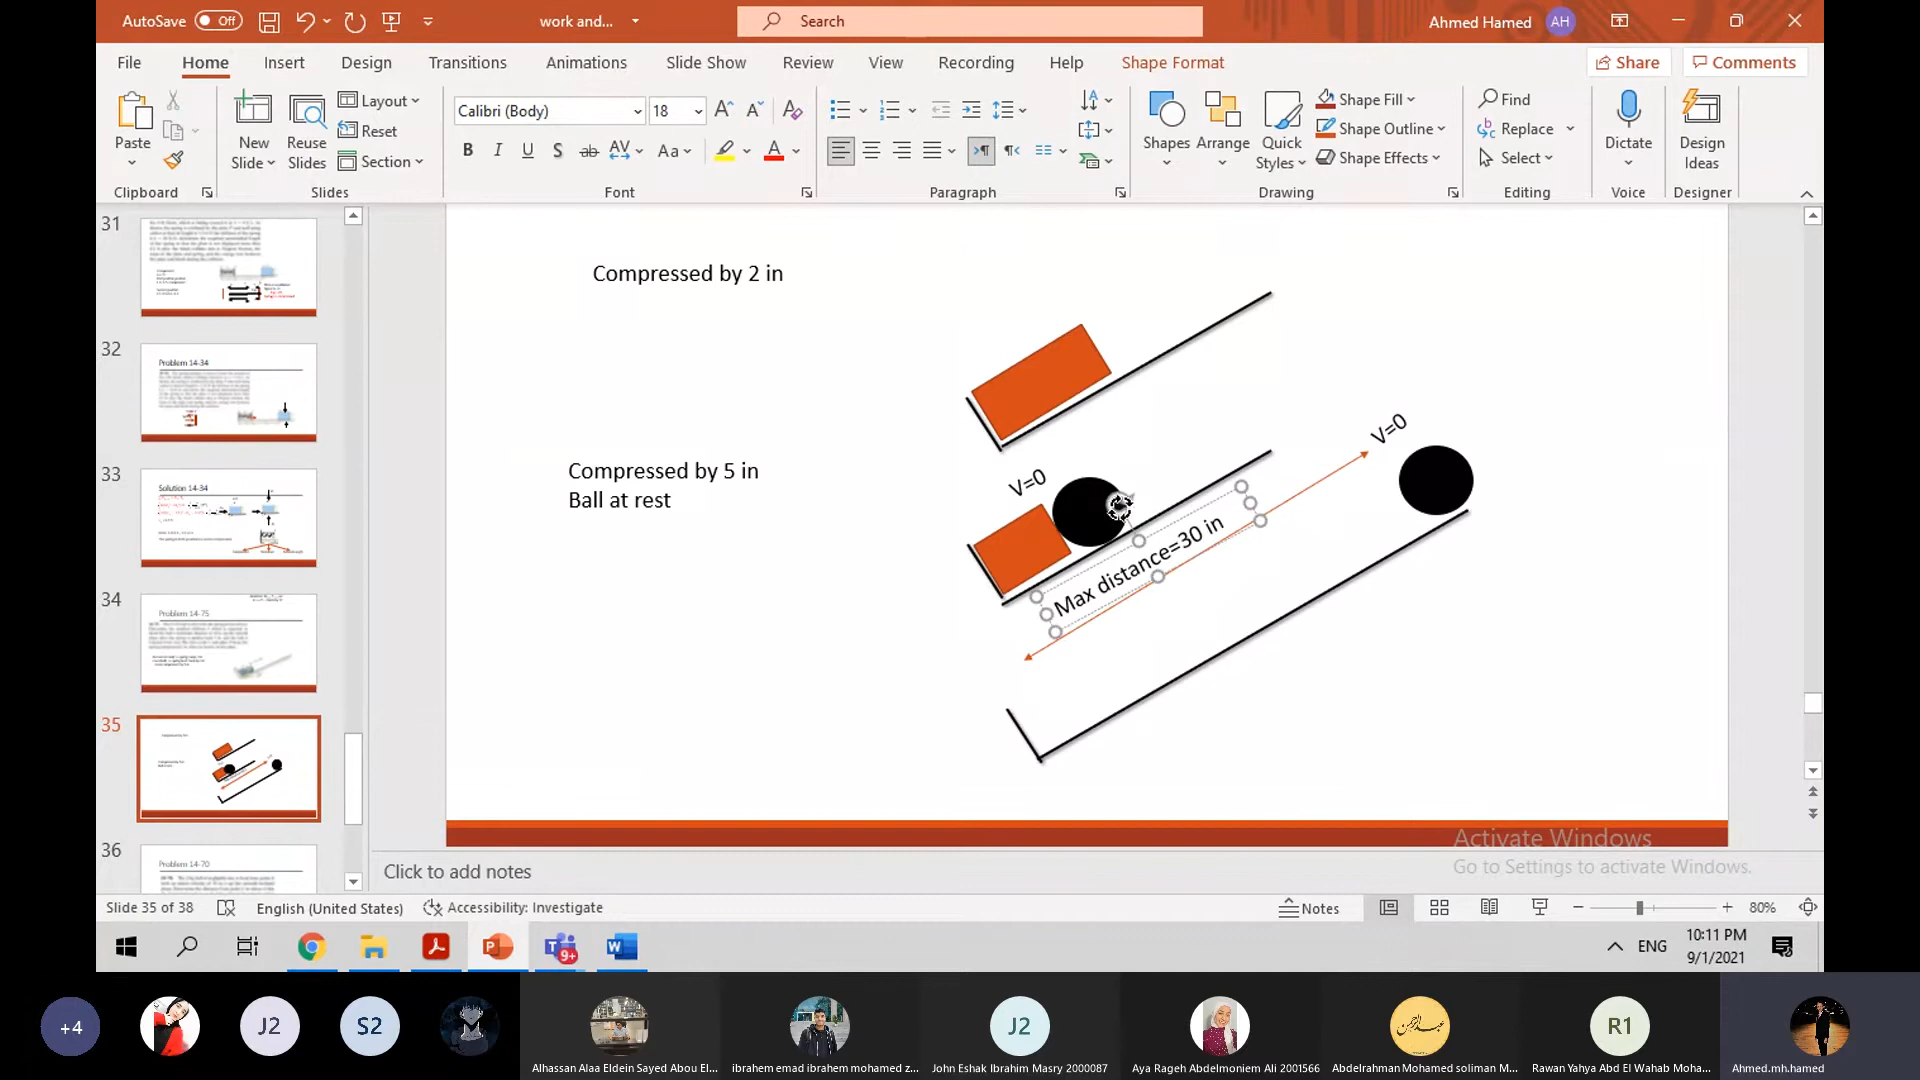 AutoSave Off
work and...
Search
Ahmed Hamed
AH
File Home Insert Design Transitions Animations Slide Show Review View Recording Help Shape Format
Share
Comments
Paste
Clipboard
New Slide
Reuse Slides
Layout
Reset
Section
Slides
Calibri (Body) 18
B I U S ab AV Aa
A
Font
Paragraph
Shapes
Arrange
Quick Styles
Shape Fill
Shape Outline
Shape Effects
Drawing
Find
Replace
Select
Editing
Dictate
Voice
Design Ideas
Designer
31
32
Problem 14-34
33
Solution 14-34
34
Problem 14-75
35
36
Problem 14-70
Compressed by 2 in
Compressed by 5 in
Ball at rest
V=0
V=0
Max distance=30 in
Activate Windows
Go to Settings to activate Windows.
Click to add notes
Slide 35 of 38
English (United States)
Accessibility: Investigate
Notes
80%
9+
ENG
10:11 PM
9/1/2021
+4
J2
S2
J2
R1
Alhassan Alaa Eldein Sayed Abou El...
ibrahem emad ibrahem mohamed z...
John Eshak Ibrahim Masry 2000087
Aya Rageh Abdelmoniem Ali 2001566
Abdelrahman Mohamed soliman M...
Rawan Yahya Abd El Wahab Moha...
Ahmed.mh.hamed